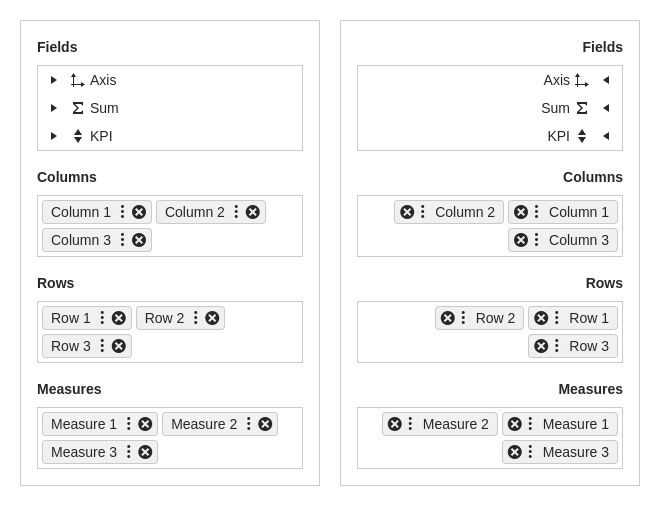 Fields
Axis
Sum
KPI
Columns
Column 1 Column 2
Column 3
Rows
Row 1 Row 2
Row 3
Measures
Measure 1 Measure 2
Measure 3
Fields
Axis
Sum
KPI
Columns
Column 2 Column 1
Column 3
Rows
Row 2 Row 1
Row 3
Measures
Measure 2 Measure 1
Measure 3